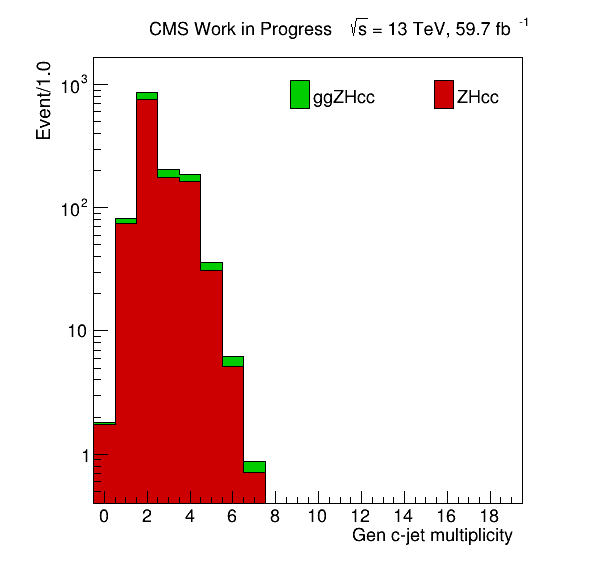 CMS Work in Progress √s = 13 TeV, 59.7 fb⁻¹
Event/1.0
10³
10²
10
1
ggZHcc ZHcc
0 2 4 6 8 10 12 14 16 18
Gen c-jet multiplicity